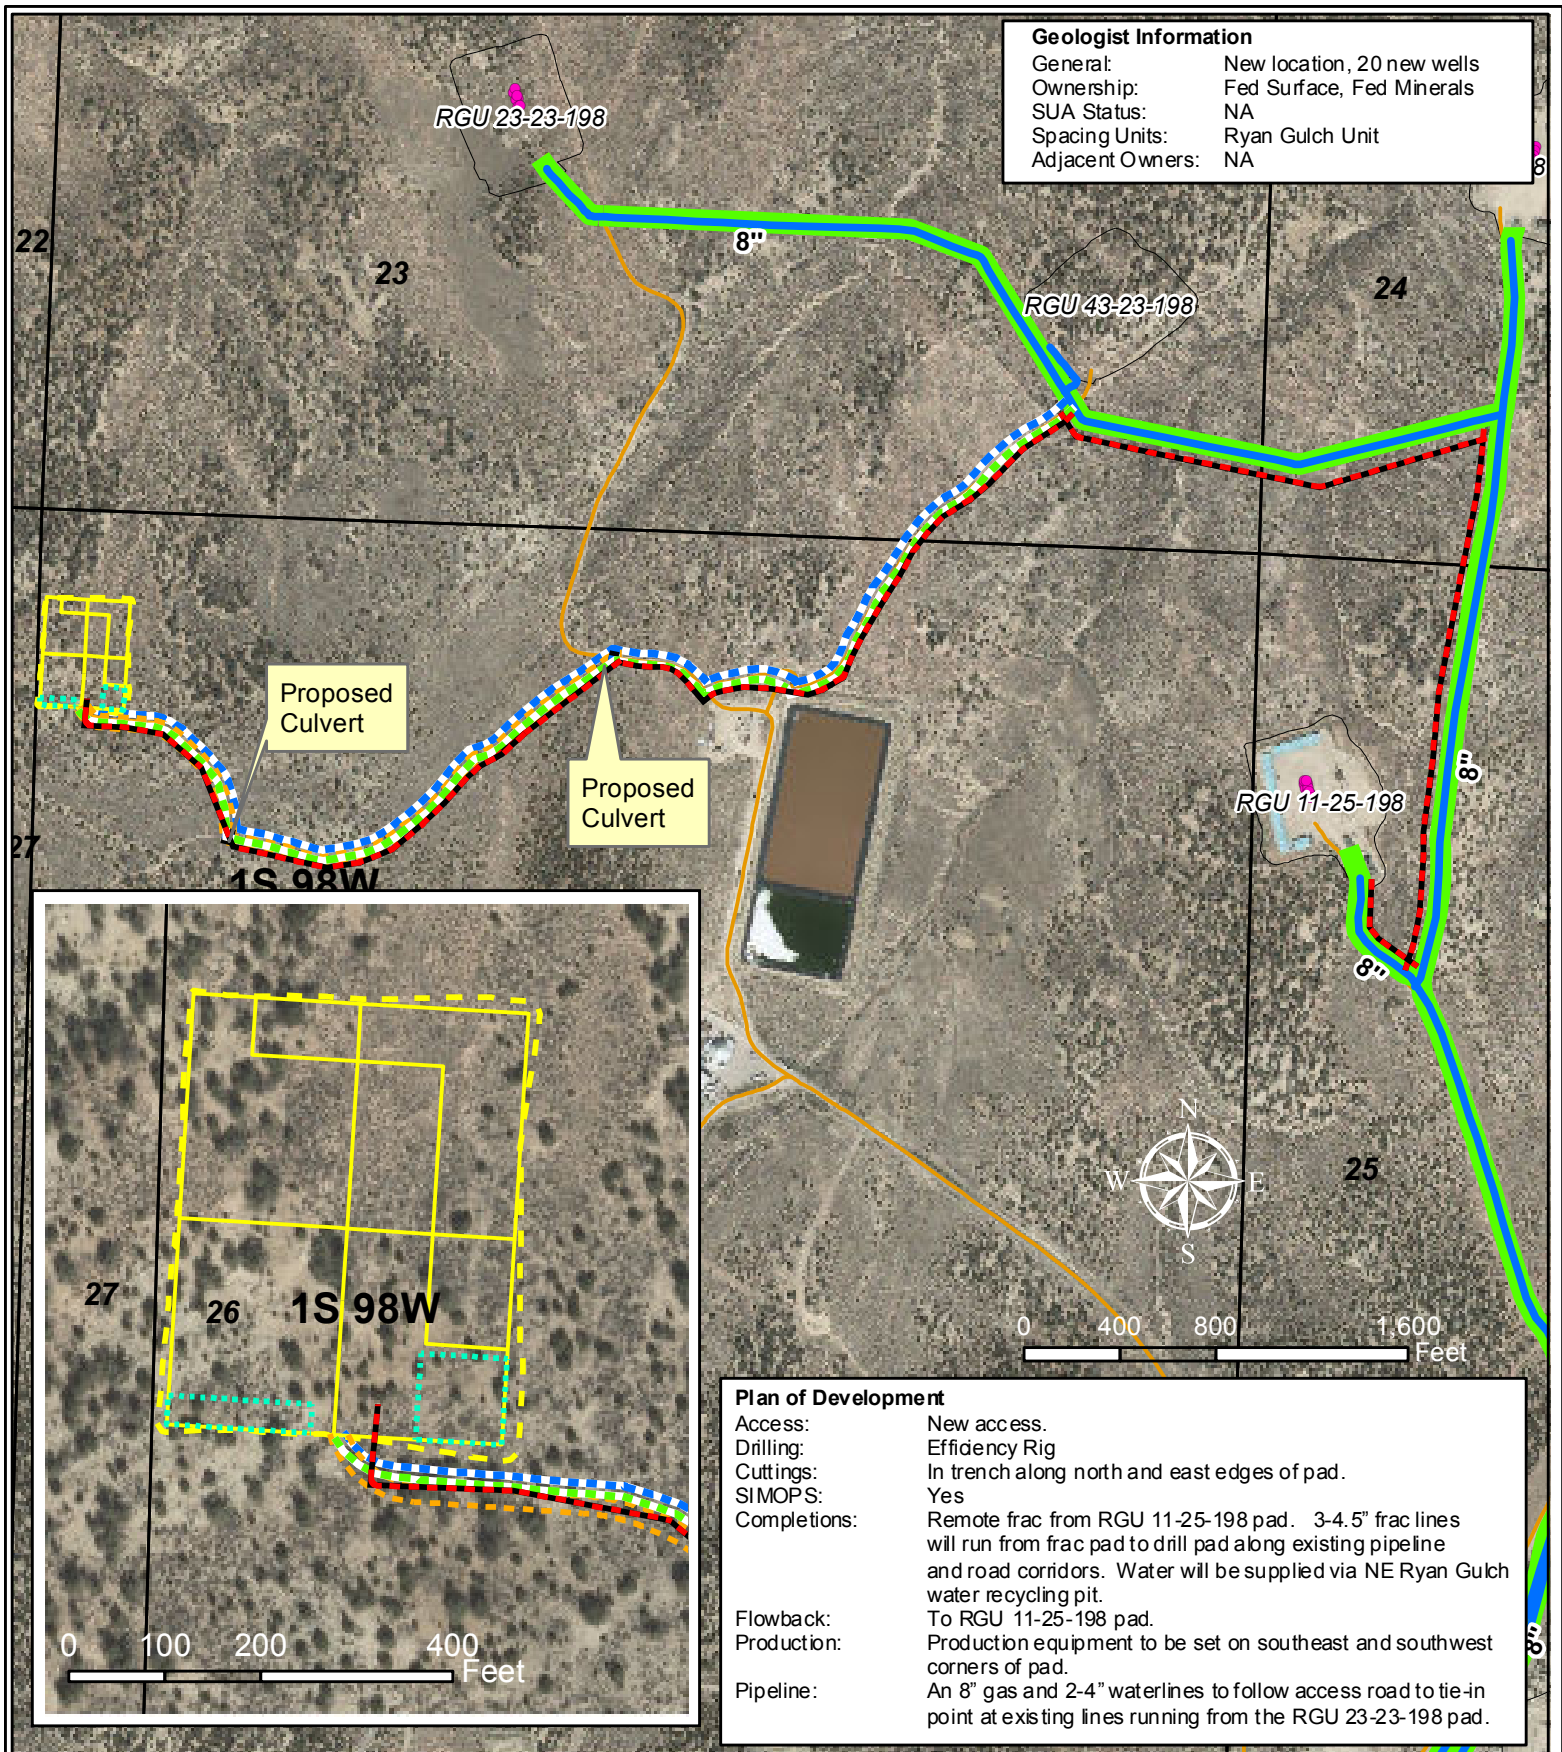 Geologist Information
General: New location, 20 new wells
Ownership: Fed Surface, Fed Minerals
SUA Status: NA
Spacing Units: Ryan Gulch Unit
Adjacent Owners: NA
RGU 23-23-198
8
22
23
8"
24
RGU 43-23-198
Proposed
Culvert
Proposed
Culvert
8"
RGU 11-25-198
27
1S 98W
8"
N
W E
S
25
27
26
1S 98W
0 400 800 1,600
Feet
0 100 200 400
Feet
Plan of Development
Access: New access.
Drilling: Efficiency Rig
Cuttings: In trench along north and east edges of pad.
SIMOPS: Yes
Completions: Remote frac from RGU 11-25-198 pad. 3-4.5” frac lines
will run from frac pad to drill pad along existing pipeline
and road corridors. Water will be supplied via NE Ryan Gulch
water recycling pit.
Flowback: To RGU 11-25-198 pad.
Production: Production equipment to be set on southeast and southwest
corners of pad.
Pipeline: An 8” gas and 2-4” waterlines to follow access road to tie-in
point at existing lines running from the RGU 23-23-198 pad.
8"